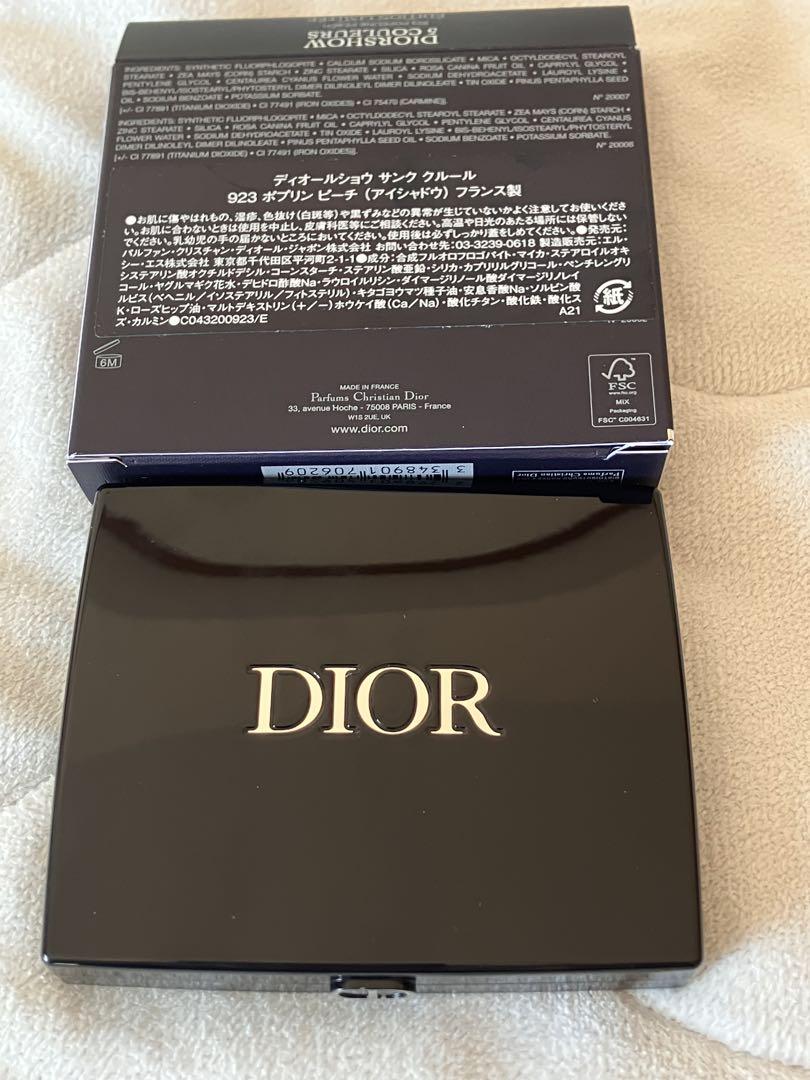 DIORSHOW
5 COULEURS
ÉDITION LIMITÉE
INGREDIENTS: SYNTHETIC FLUORPHLOGOPITE • CALCIUM SODIUM BOROSILICATE • MICA • OCTYLDODECYL STEAROYL
STEARATE • ZEA MAYS (CORN) STARCH • ZINC STEARATE • SILICA • ROSA CANINA FRUIT OIL • CAPRYLYL GLYCOL •
PENTYLENE GLYCOL • CENTAUREA CYANUS FLOWER WATER • SODIUM DEHYDROACETATE • LAUROYL LYSINE •
BIS-BEHENYL/ISOSTEARYL/PHYTOSTERYL DIMER DILINOLEYL DIMER DILINOLEATE • TIN OXIDE • PINUS PENTAPHYLLA SEED
OIL • SODIUM BENZOATE • POTASSIUM SORBATE.
[+/- CI 77891 (TITANIUM DIOXIDE) • CI 77491 (IRON OXIDES) • CI 75470 (CARMINE)]. N° 20007
INGREDIENTS: SYNTHETIC FLUORPHLOGOPITE • MICA • OCTYLDODECYL STEAROYL STEARATE • ZEA MAYS (CORN) STARCH •
ZINC STEARATE • SILICA • ROSA CANINA FRUIT OIL • CAPRYLYL GLYCOL • PENTYLENE GLYCOL • CENTAUREA CYANUS
FLOWER WATER • SODIUM DEHYDROACETATE • TIN OXIDE • LAUROYL LYSINE • BIS-BEHENYL/ISOSTEARYL/PHYTOSTERYL
DIMER DILINOLEYL DIMER DILINOLEATE • PINUS PENTAPHYLLA SEED OIL • SODIUM BENZOATE • POTASSIUM SORBATE.
[+/- CI 77891 (TITANIUM DIOXIDE) • CI 77491 (IRON OXIDES)]. N° 20006
ディオールショウ サンク クルール
923 ポプリン ピーチ (アイシャドウ) フランス製
●お肌に傷やはれもの、湿疹、色抜け(白斑等)や黒ずみなどの異常が生じていないかよく注意してお使いくださ
い。お肌に合わないときは使用を中止し、皮膚科医等にご相談ください。高温や日光のあたる場所には保管しない
でください。乳幼児の手の届かないところにおいてください。使用後は必ずしっかり蓋をしめてください。●発売元:
パルファン・クリスチャン・ディオール・ジャポン株式会社 お問い合わせ先:03-3239-0618 製造販売元:エル・
シー・エス株式会社 東京都千代田区平河町2-1-1●成分:合成フルオロフロゴパイト・マイカ・ステアロイルオキ
システアリン酸オクチルドデシル・コーンスターチ・ステアリン酸亜鉛・シリカ・カプリリルグリコール・ペンチレングリ
コール・ヤグルマギク花水・デヒドロ酢酸Na・ラウロイルリシン・ダイマージリノール酸ダイマージリノレイ
ルビス(ベヘニル/イソステアリル/フィトステリル)・キタゴヨウマツ種子油・安息香酸Na・ソルビン酸
K・ローズヒップ油・マルトデキストリン(+/-)ホウケイ酸(Ca/Na)・酸化チタン・酸化鉄・酸化ス
ズ・カルミン●C043200923/E A21
紙
6M
MADE IN FRANCE
Parfums Christian Dior
33, avenue Hoche - 75008 PARIS - France
W1S 2UE, UK
www.dior.com
FSC
www.fsc.org
MIX
Packaging
FSC™ C004631
3 348901 706209
Parfums Christian Dior
DIOR